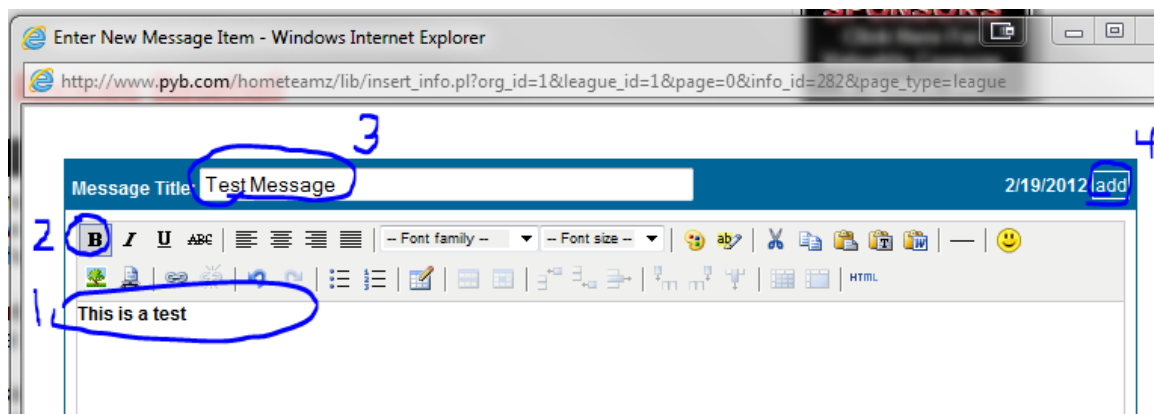 SPONSORS
Enter New Message Item - Windows Internet Explorer
http://www.pyb.com/hometeamz/lib/insert_info.pl?org_id=1&league_id=1&page=0&info_id=282&page_type=league
3
4
Message Title: Test Message 2/19/2012 add
2 B I U ABC -- Font family -- -- Font size -- ab T W
HTML
1 This is a test